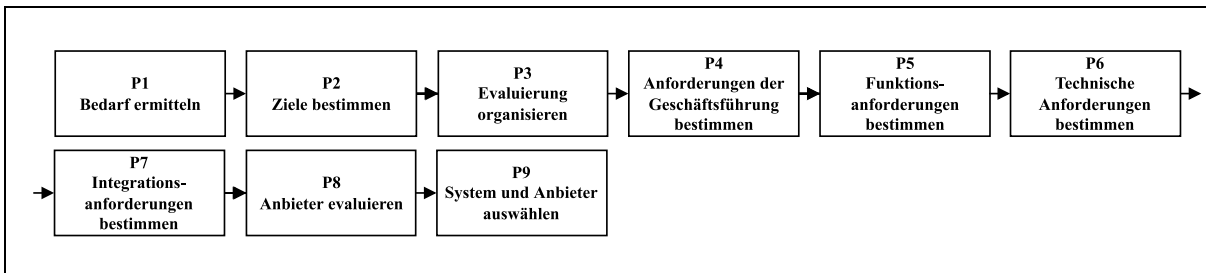 P1
Bedarf ermitteln
P2
Ziele bestimmen
P3
Evaluierung
organisieren
P4
Anforderungen der
Geschäftsführung
bestimmen
P5
Funktions-
anforderungen
bestimmen
P6
Technische
Anforderungen
bestimmen
P7
Integrations-
anforderungen
bestimmen
P8
Anbieter evaluieren
P9
System und Anbieter
auswählen